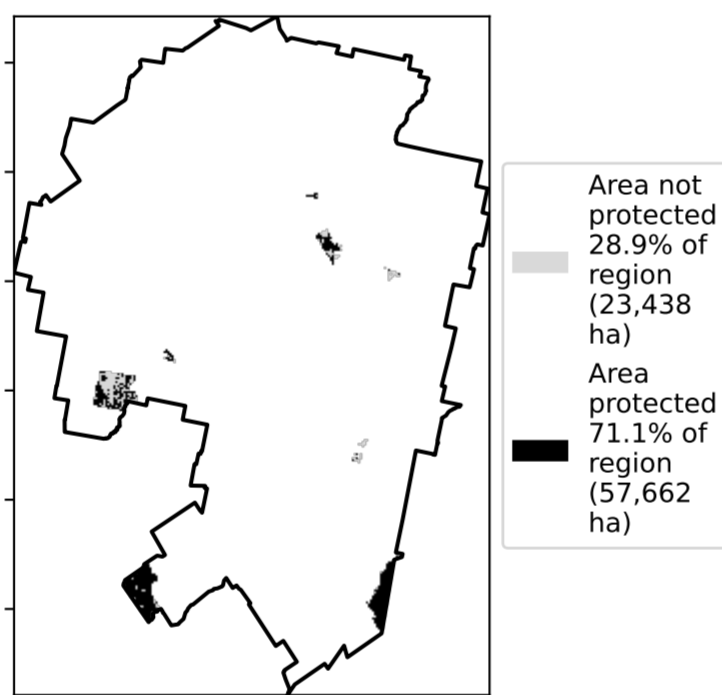 Area not
protected
28.9% of
region
(23,438
ha)
Area
protected
71.1% of
region
(57,662
ha)